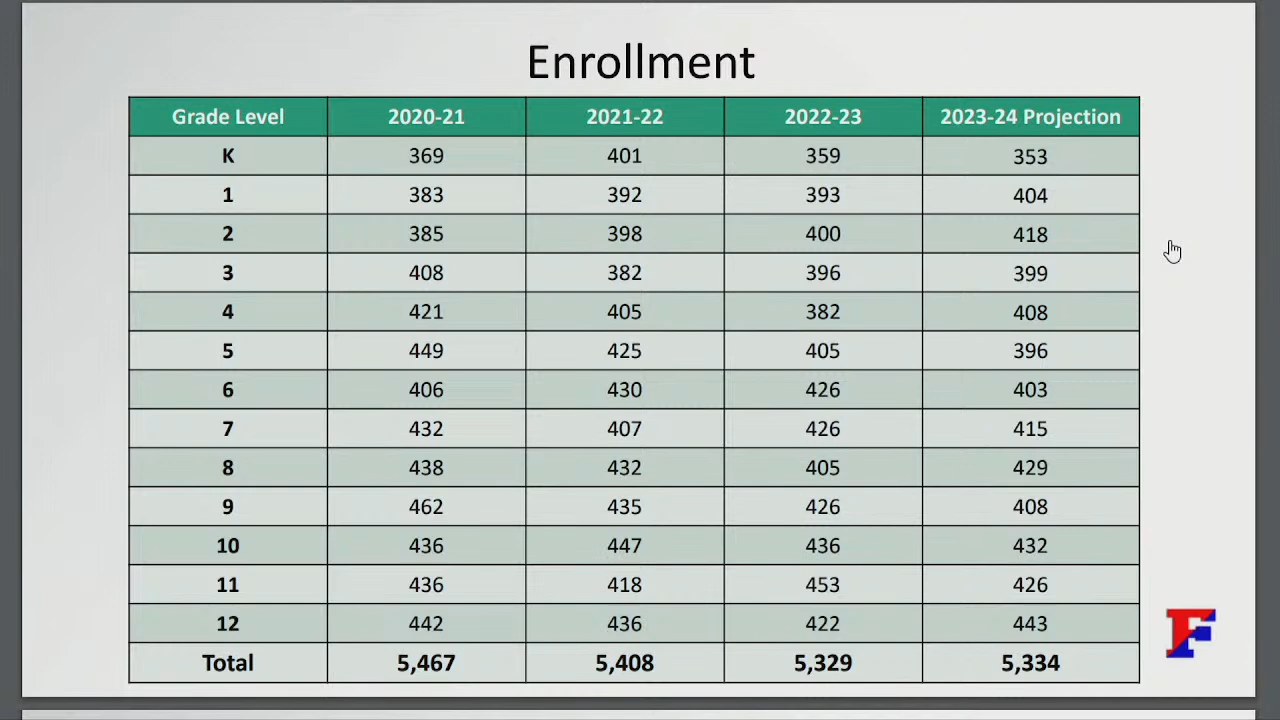 Enrollment
Grade Level 2020-21 2021-22 2022-23 2023-24 Projection
K 369 401 359 353
1 383 392 393 404
2 385 398 400 418
3 408 382 396 399
4 421 405 382 408
5 449 425 405 396
6 406 430 426 403
7 432 407 426 415
8 438 432 405 429
9 462 435 426 408
10 436 447 436 432
11 436 418 453 426
12 442 436 422 443
Total 5,467 5,408 5,329 5,334
F